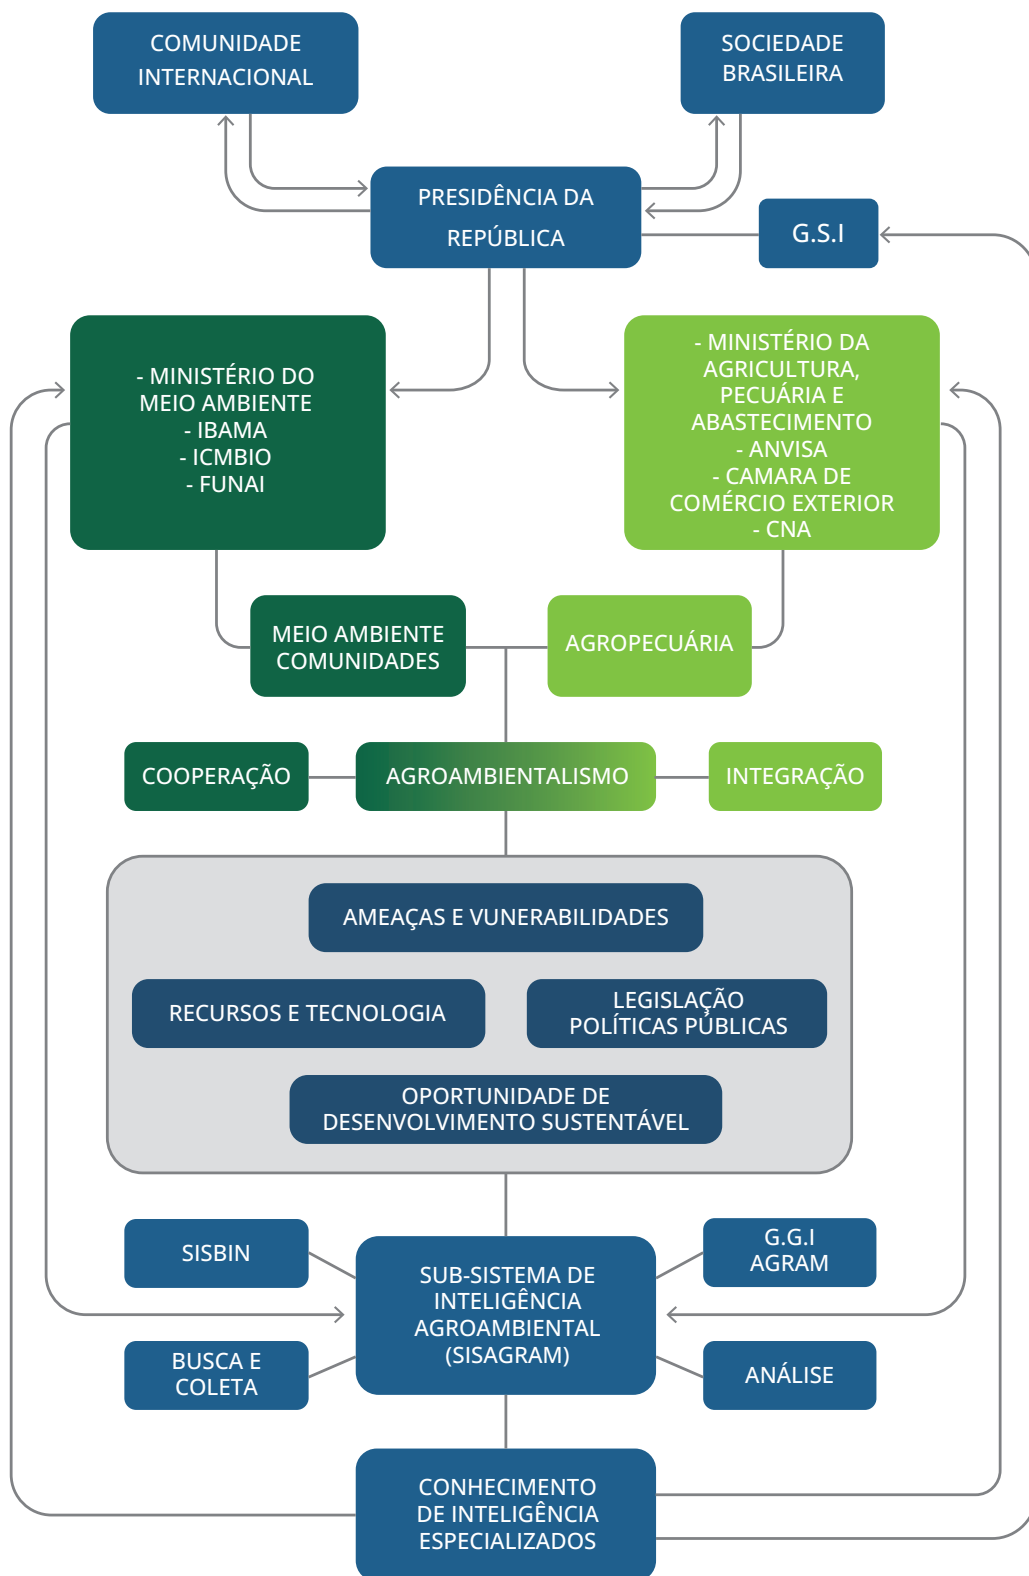 COMUNIDADE
INTERNACIONAL
SOCIEDADE
BRASILEIRA
PRESIDÊNCIA DA
REPÚBLICA
G.S.I
- MINISTÉRIO DO
MEIO AMBIENTE
- IBAMA
- ICMBIO
- FUNAI
- MINISTÉRIO DA
AGRICULTURA,
PECUÁRIA E
ABASTECIMENTO
- ANVISA
- CAMARA DE
COMÉRCIO EXTERIOR
- CNA
MEIO AMBIENTE
COMUNIDADES
AGROPECUÁRIA
COOPERAÇÃO
AGROAMBIENTALISMO
INTEGRAÇÃO
AMEAÇAS E VULNERABILIDADES
RECURSOS E TECNOLOGIA
LEGISLAÇÃO
POLÍTICAS PÚBLICAS
OPORTUNIDADE DE
DESENVOLVIMENTO SUSTENTÁVEL
SISBIN
G.G.I
AGRAM
SUB-SISTEMA DE
INTELIGÊNCIA
AGROAMBIENTAL
(SISAGRAM)
BUSCA E
COLETA
ANÁLISE
CONHECIMENTO
DE INTELIGÊNCIA
ESPECIALIZADOS